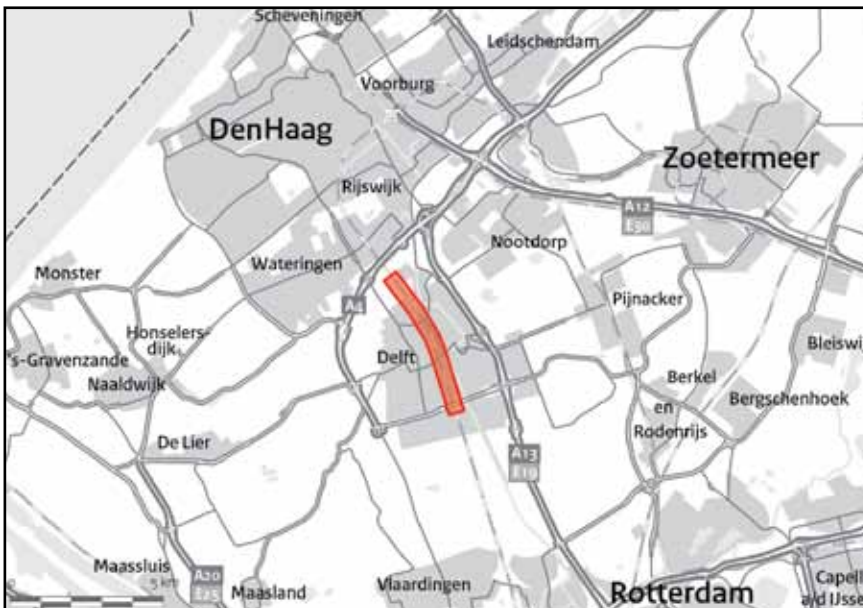 Scheveningen
Leidschendam
Voorburg
DenHaag
Zoetermeer
Rijswijk
A12
E30
Nootdorp
Wateringen
Monster
A4
Pijnacker
Honselers-
dijk
Bleiswij
's-Gravenzande
Delft
Naaldwijk
Berkel
en
Rodenrijs
Bergschenhoek
De Lier
A13
E19
Maassluis
5 km
A20
E25
Maasland
Vlaardingen
Rotterdam
Capell
a/d IJsse